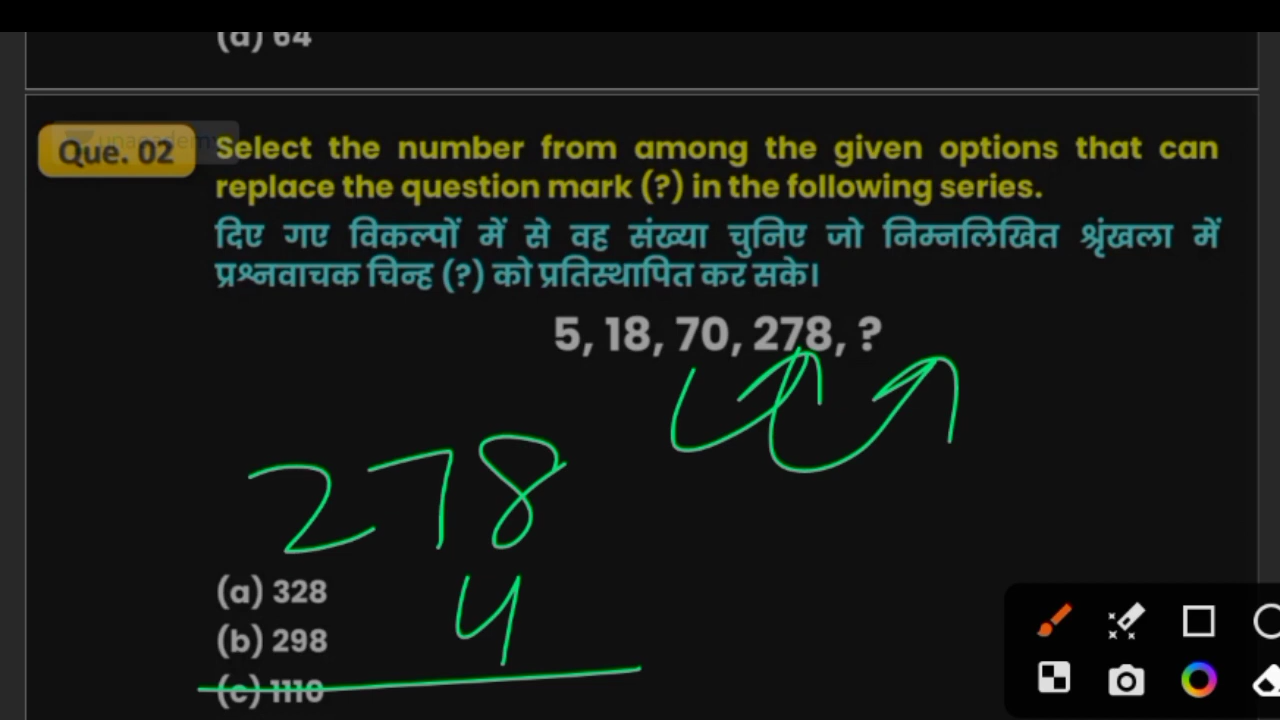 (d) 64
Que. 02
unacademy
Select the number from among the given options that can
replace the question mark (?) in the following series.
दिए गए विकल्पों में से वह संख्या चुनिए जो निम्नलिखित श्रृंखला में
प्रश्नवाचक चिन्ह (?) को प्रतिस्थापित कर सके।
5, 18, 70, 278, ?
278
4
(a) 328
(b) 298
(c) 1110